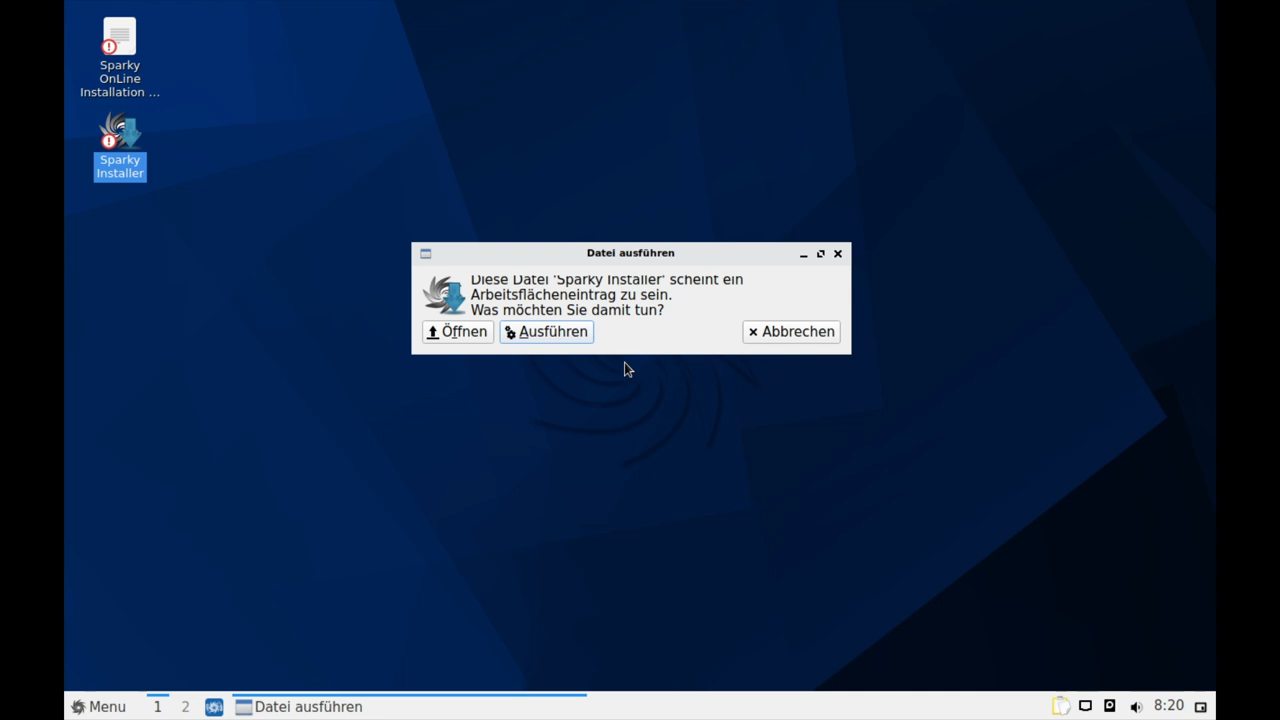 Sparky
OnLine
Installation ...
Sparky
Installer
Datei ausführen
Diese Datei 'Sparky Installer' scheint ein
Arbeitsflächeneintrag zu sein.
Was möchten Sie damit tun?
Öffnen
Ausführen
Abbrechen
Menu
1
2
Datei ausführen
8:20